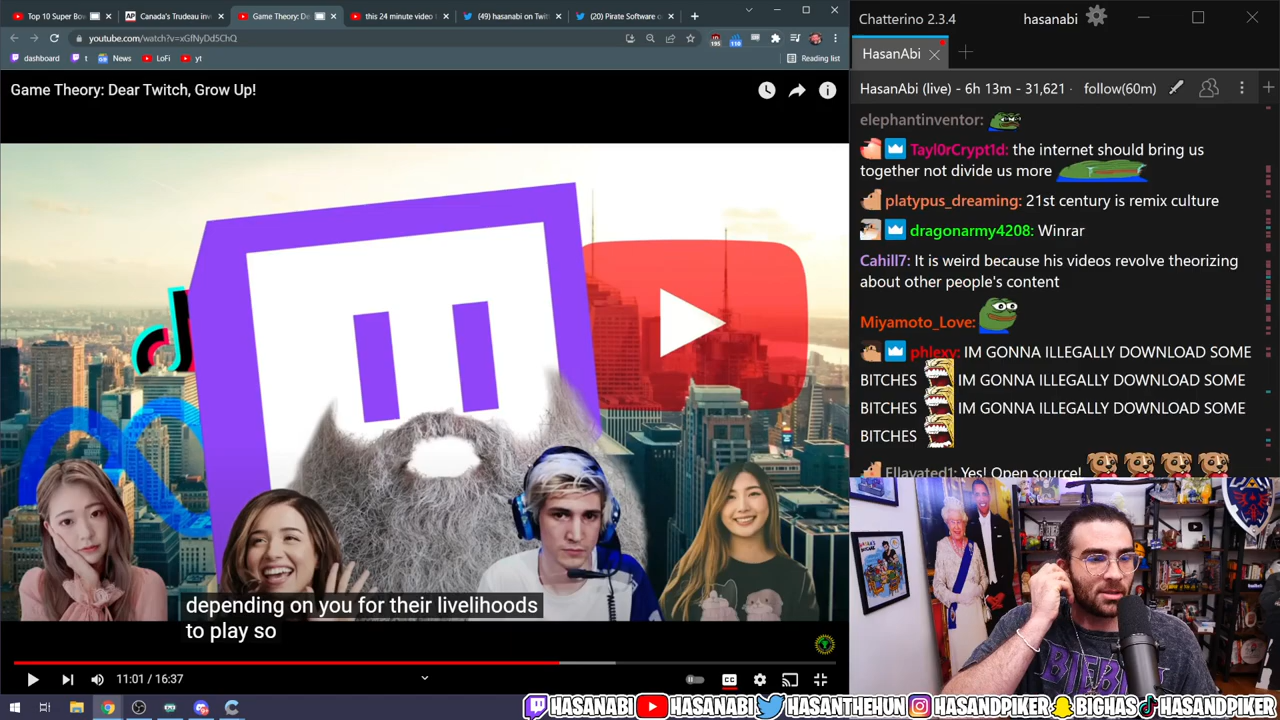 Top 10 Super Bow
Canada's Trudeau inv
Game Theory: De
this 24 minute video
(49) hasanabi on Twit
(20) Pirate Software o
youtube.com/watch?v=xGfNyDd5ChQ
dashboard
t
News
LoFi
yt
Reading list
Game Theory: Dear Twitch, Grow Up!
depending on you for their livelihoods
to play so
11:01 / 16:37
Chatterino 2.3.4
hasanabi
HasanAbi
HasanAbi (live) - 6h 13m - 31,621 ·
follow(60m)
elephantinventor:
Tayl0rCrypt1d: the internet should bring us
together not divide us more
platypus_dreaming: 21st century is remix culture
dragonarmy4208: Winrar
Cahill7: It is weird because his videos revolve theorizing
about other people's content
Miyamoto_Love:
phlexy: IM GONNA ILLEGALLY DOWNLOAD SOME
BITCHES IM GONNA ILLEGALLY DOWNLOAD SOME
BITCHES IM GONNA ILLEGALLY DOWNLOAD SOME
BITCHES
Ellavated1: Yes! Open source!
HASANABI
HASANABI
HASANTHEHUN
HASANDPIKER
BIGHAS
HASANDPIKER